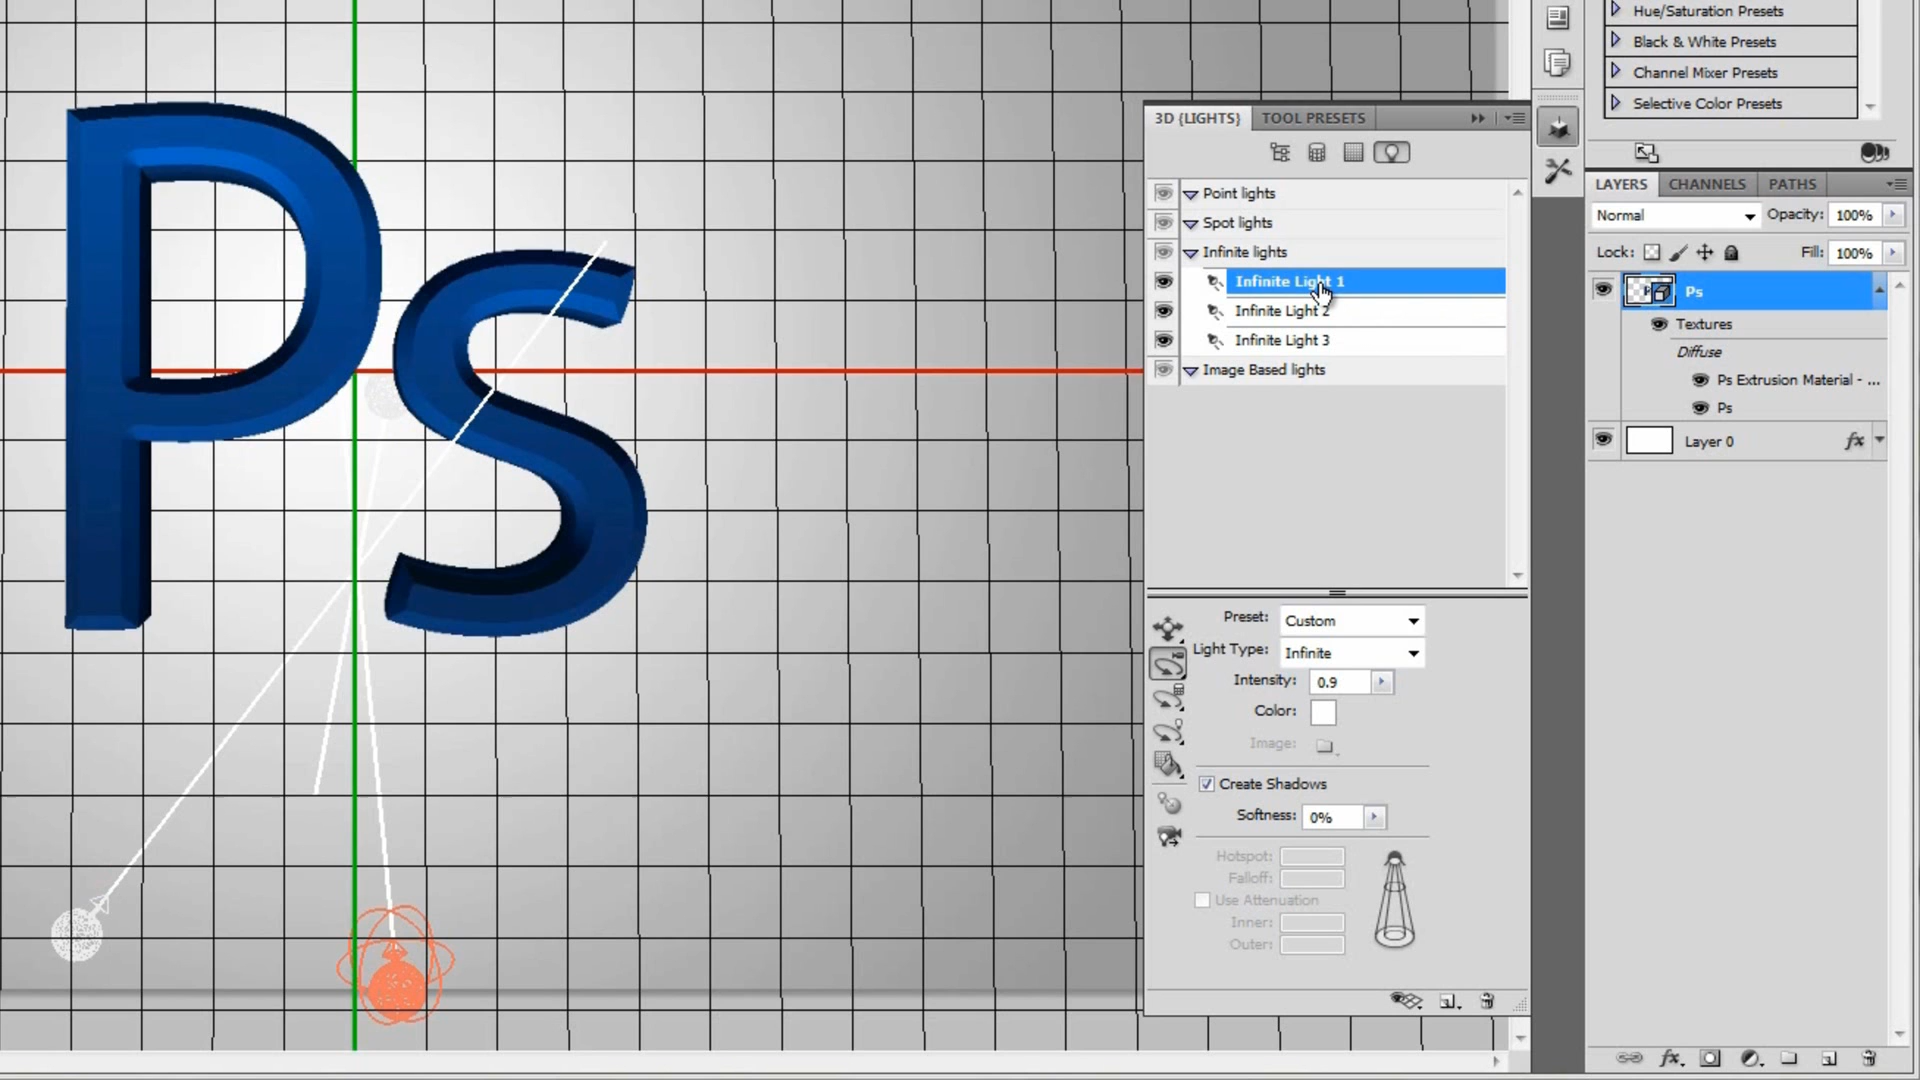 Ps
3D {LIGHTS}
TOOL PRESETS
Point lights
Spot lights
Infinite lights
Infinite Light 1
Infinite Light 2
Infinite Light 3
Image Based lights
Preset: Custom
Light Type: Infinite
Intensity: 0.9
Color:
Image:
Create Shadows
Softness: 0%
Hotspot:
Falloff:
Use Attenuation
Inner:
Outer:
Hue/Saturation Presets
Black & White Presets
Channel Mixer Presets
Selective Color Presets
LAYERS CHANNELS PATHS
Normal Opacity: 100%
Lock: Fill: 100%
Ps
Textures
Diffuse
Ps Extrusion Material - ...
Ps
Layer 0 fx
fx